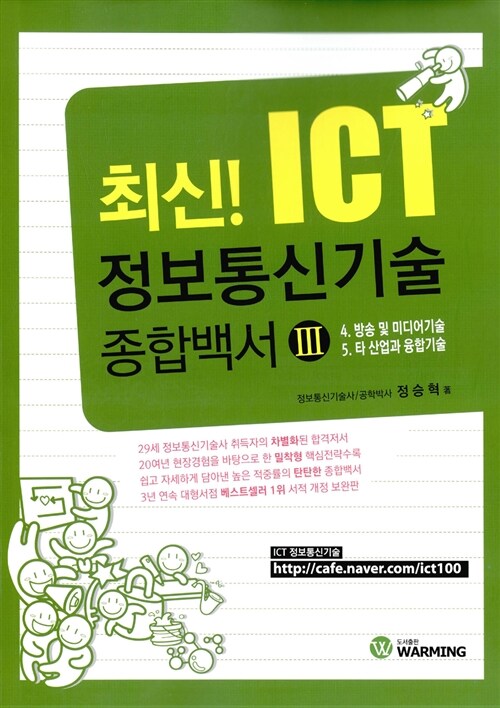 최신! ICT
정보통신기술
종합백서 III
4. 방송 및 미디어기술
5. 타 산업과 융합기술
정보통신기술사/공학박사 정승혁 著
29세 정보통신기술사 취득자의 차별화된 합격저서
20여년 현장경험을 바탕으로 한 밀착형 핵심전략수록
쉽고 자세하게 담아낸 높은 적중률의 탄탄한 종합백서
3년 연속 대형서점 베스트셀러 1위 서적 개정 보완판
ICT 정보통신기술
http://cafe.naver.com/ict100
도서출판
W WARMING